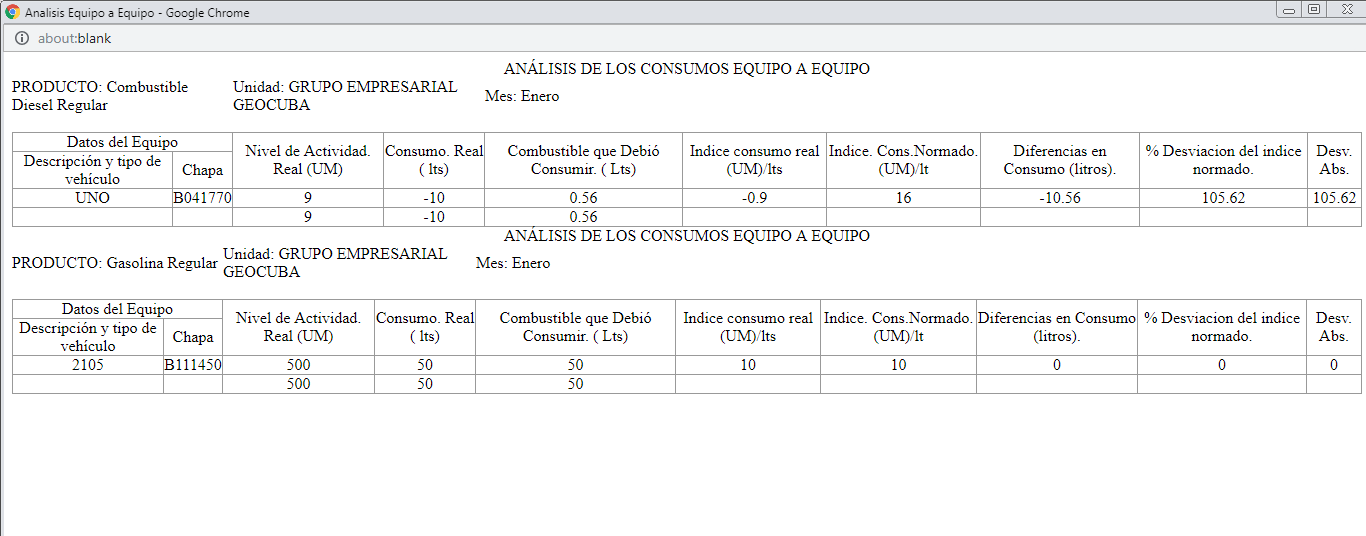 Analisis Equipo a Equipo - Google Chrome
about:blank
ANÁLISIS DE LOS CONSUMOS EQUIPO A EQUIPO
PRODUCTO: Combustible
Diesel Regular
Unidad: GRUPO EMPRESARIAL
GEOCUBA
Mes: Enero
Datos del Equipo
Descripción y tipo de
vehículo
Chapa
Nivel de Actividad.
Real (UM)
Consumo. Real
( lts)
Combustible que Debió
Consumir. ( Lts)
Indice consumo real
(UM)/lts
Indice. Cons.Normado.
(UM)/lt
Diferencias en
Consumo (litros).
% Desviacion del indice
normado.
Desv.
Abs.
UNO B041770 9 -10 0.56 -0.9 16 -10.56 105.62 105.62
9 -10 0.56
ANÁLISIS DE LOS CONSUMOS EQUIPO A EQUIPO
PRODUCTO: Gasolina Regular
Unidad: GRUPO EMPRESARIAL
GEOCUBA
Mes: Enero
Datos del Equipo
Descripción y tipo de
vehículo
Chapa
Nivel de Actividad.
Real (UM)
Consumo. Real
( lts)
Combustible que Debió
Consumir. ( Lts)
Indice consumo real
(UM)/lts
Indice. Cons.Normado.
(UM)/lt
Diferencias en Consumo
(litros).
% Desviacion del indice
normado.
Desv.
Abs.
2105 B111450 500 50 50 10 10 0 0 0
500 50 50